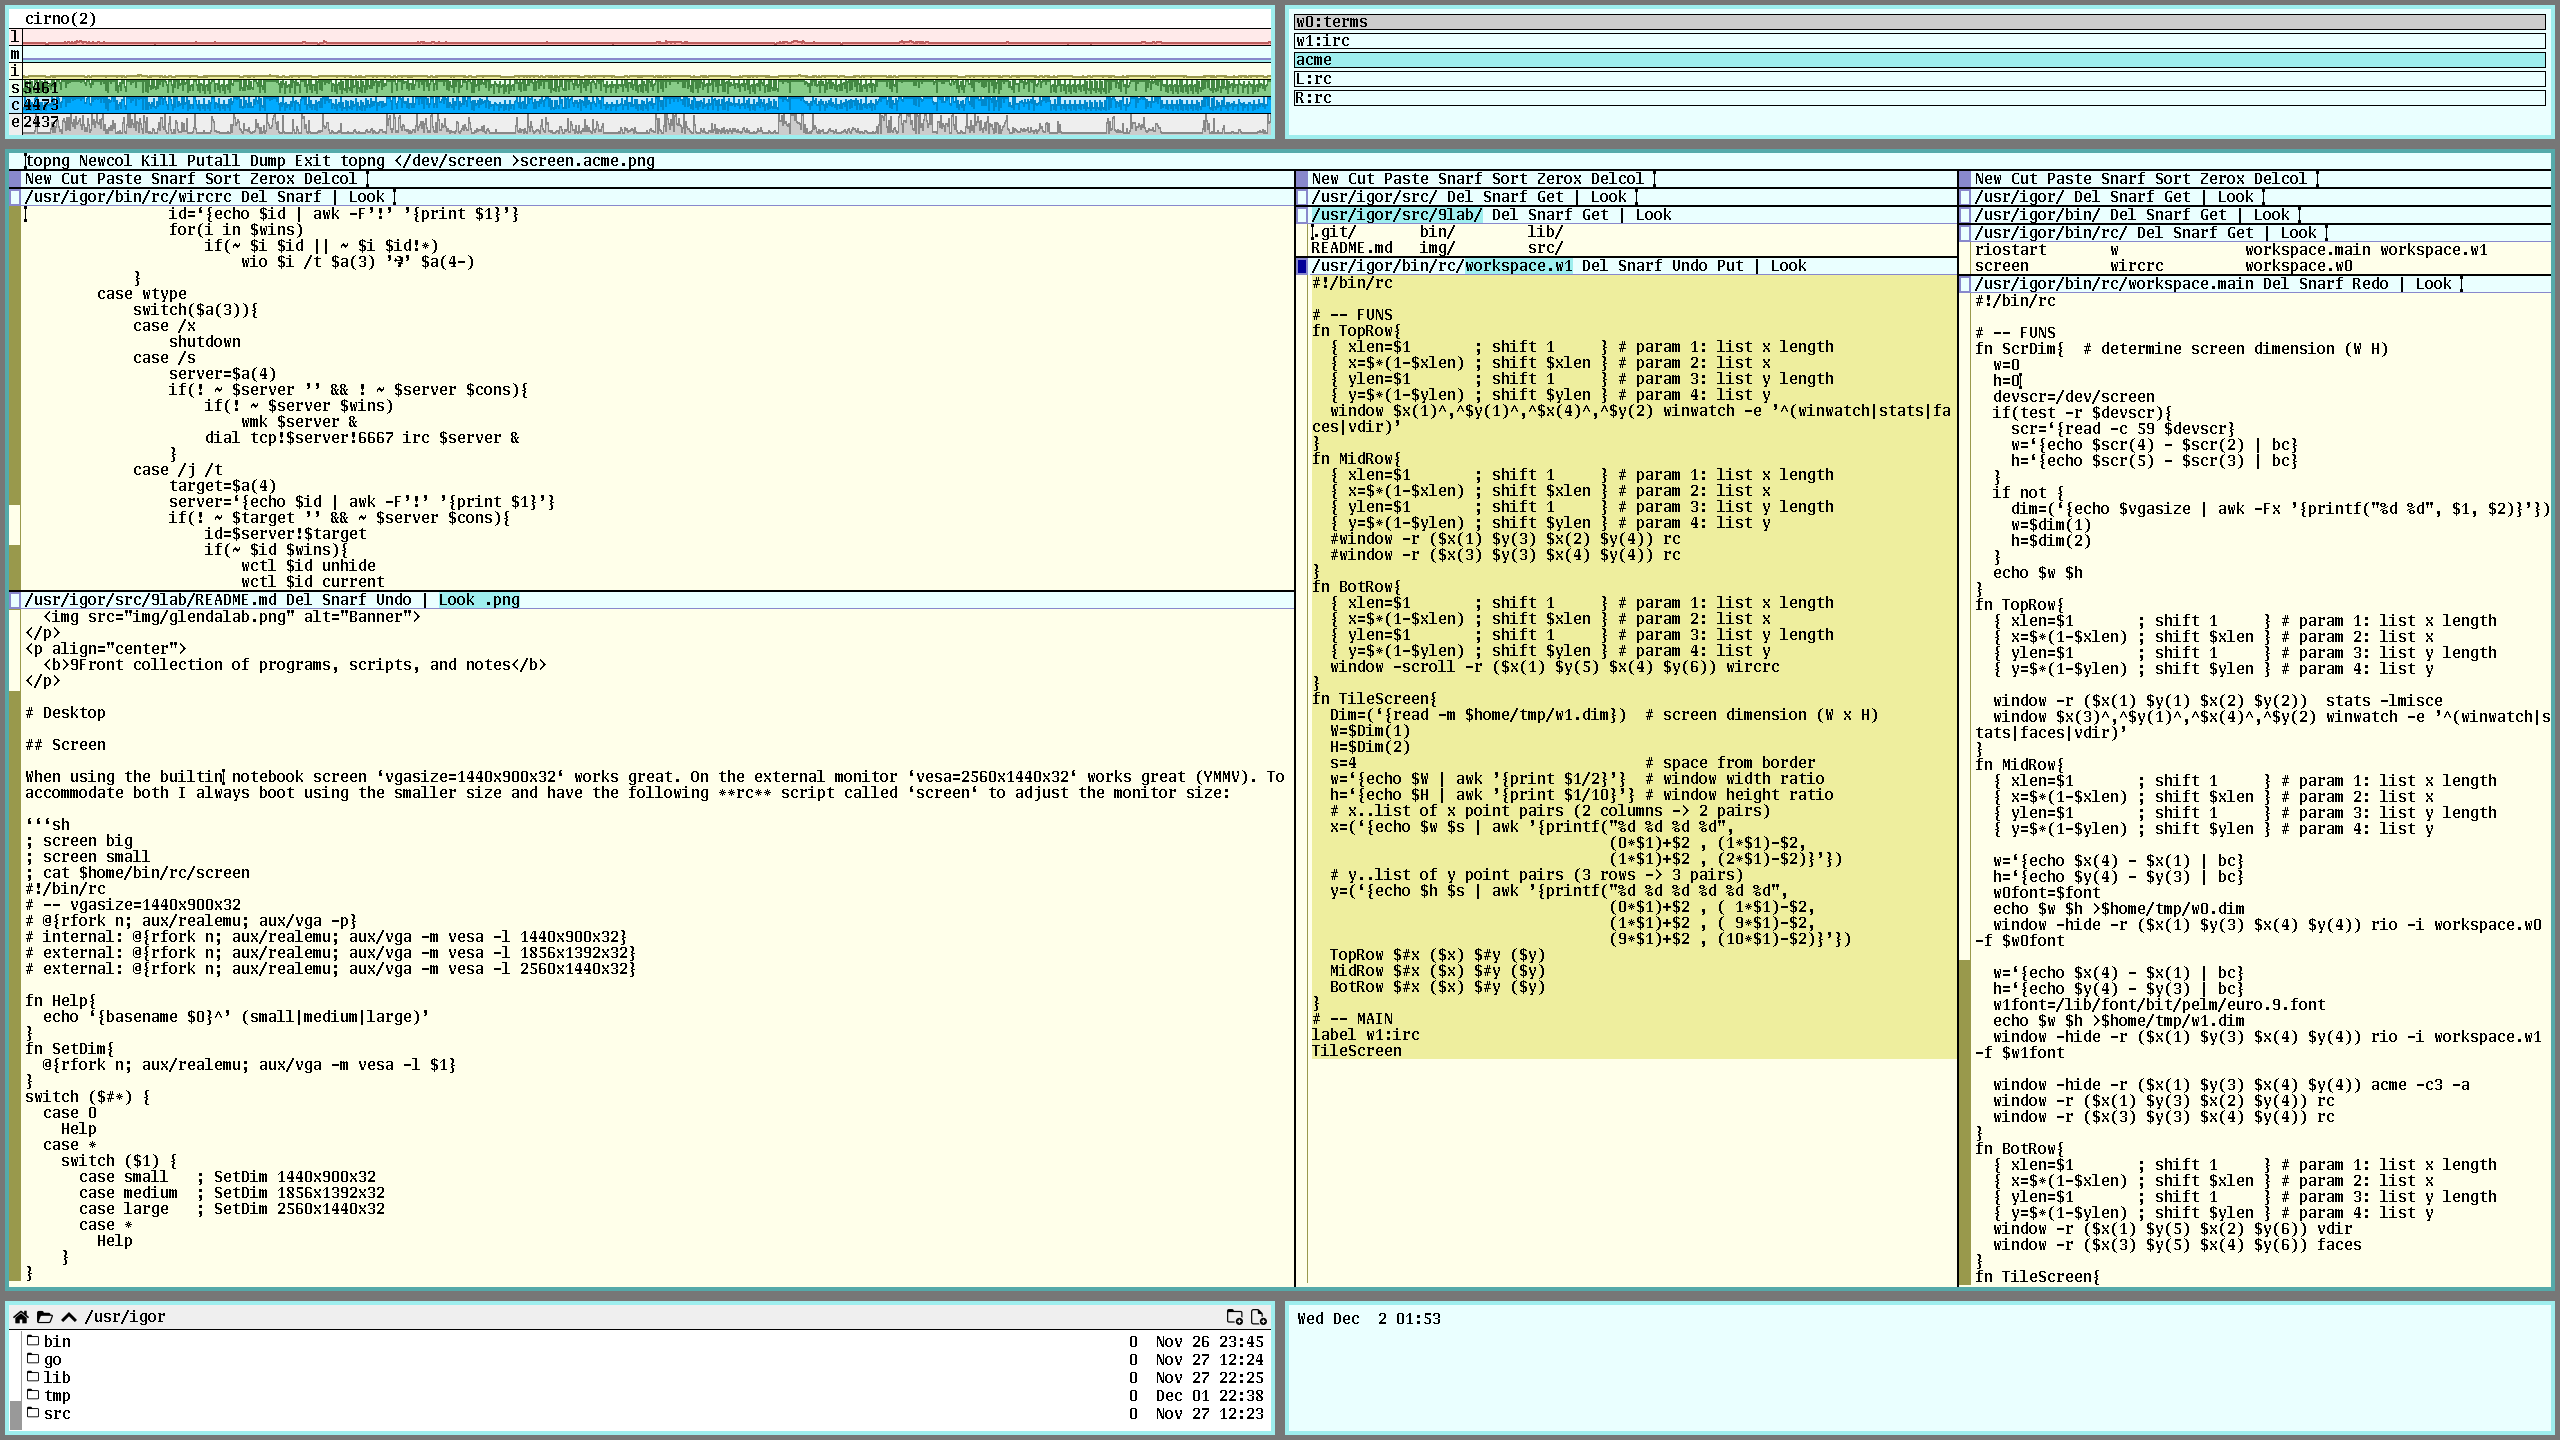 cirno(2)
l
m
i
s 5461
c 4473
e 2437
w0:terms
w1:irc
acme
L:rc
R:rc
topng Newcol Kill Putall Dump Exit topng </dev/screen >screen.acme.png
New Cut Paste Snarf Sort Zerox Delcol
/usr/igor/bin/rc/wircrc Del Snarf | Look
                id=‘{echo $id | awk -F’!’ ’{print $1}’}
                for(i in $wins)
                    if(~ $i $id || ~ $i $id!*)
                        wio $i /t $a(3) ’→’ $a(4-)
            }
        case wtype
            switch($a(3)){
            case /x
                shutdown
            case /s
                server=$a(4)
                if(! ~ $server ’’ && ! ~ $server $cons){
                    if(! ~ $server $wins)
                        wmk $server &
                    dial tcp!$server!6667 irc $server &
                }
            case /j /t
                target=$a(4)
                server=‘{echo $id | awk -F’!’ ’{print $1}’}
                if(! ~ $target ’’ && ~ $server $cons){
                    id=$server!$target
                    if(~ $id $wins){
                        wctl $id unhide
                        wctl $id current
/usr/igor/src/9lab/README.md Del Snarf Undo | Look .png
  <img src="img/glendalab.png" alt="Banner">
</p>
<p align="center">
  <b>9Front collection of programs, scripts, and notes</b>
</p>
# Desktop
## Screen
When using the builtin notebook screen ‘vgasize=1440x900x32‘ works great. On the external monitor ‘vesa=2560x1440x32‘ works great (YMMV). To
accommodate both I always boot using the smaller size and have the following **rc** script called ‘screen‘ to adjust the monitor size:
‘‘‘sh
; screen big
; screen small
; cat $home/bin/rc/screen
#!/bin/rc
# -- vgasize=1440x900x32
# @{rfork n; aux/realemu; aux/vga -p}
# internal: @{rfork n; aux/realemu; aux/vga -m vesa -l 1440x900x32}
# external: @{rfork n; aux/realemu; aux/vga -m vesa -l 1856x1392x32}
# external: @{rfork n; aux/realemu; aux/vga -m vesa -l 2560x1440x32}
fn Help{
  echo ‘{basename $0}^’ (small|medium|large)’
}
fn SetDim{
  @{rfork n; aux/realemu; aux/vga -m vesa -l $1}
}
switch ($#*) {
  case 0
    Help
  case *
    switch ($1) {
      case small   ; SetDim 1440x900x32
      case medium  ; SetDim 1856x1392x32
      case large   ; SetDim 2560x1440x32
      case *
        Help
    }
}
New Cut Paste Snarf Sort Zerox Delcol
/usr/igor/src/ Del Snarf Get | Look
/usr/igor/src/9lab/ Del Snarf Get | Look
.git/       bin/        lib/
README.md   img/        src/
/usr/igor/bin/rc/workspace.w1 Del Snarf Undo Put | Look
#!/bin/rc
# -- FUNS
fn TopRow{
  { xlen=$1       ; shift 1     } # param 1: list x length
  { x=$*(1-$xlen) ; shift $xlen } # param 2: list x
  { ylen=$1       ; shift 1     } # param 3: list y length
  { y=$*(1-$ylen) ; shift $ylen } # param 4: list y
  window $x(1)^,^$y(1)^,^$x(4)^,^$y(2) winwatch -e ’^(winwatch|stats|fa
ces|vdir)’
}
fn MidRow{
  { xlen=$1       ; shift 1     } # param 1: list x length
  { x=$*(1-$xlen) ; shift $xlen } # param 2: list x
  { ylen=$1       ; shift 1     } # param 3: list y length
  { y=$*(1-$ylen) ; shift $ylen } # param 4: list y
  #window -r ($x(1) $y(3) $x(2) $y(4)) rc
  #window -r ($x(3) $y(3) $x(4) $y(4)) rc
}
fn BotRow{
  { xlen=$1       ; shift 1     } # param 1: list x length
  { x=$*(1-$xlen) ; shift $xlen } # param 2: list x
  { ylen=$1       ; shift 1     } # param 3: list y length
  { y=$*(1-$ylen) ; shift $ylen } # param 4: list y
  window -scroll -r ($x(1) $y(5) $x(4) $y(6)) wircrc
}
fn TileScreen{
  Dim=(‘{read -m $home/tmp/w1.dim})  # screen dimension (W x H)
  W=$Dim(1)
  H=$Dim(2)
  s=4                                # space from border
  w=‘{echo $W | awk ’{print $1/2}’}  # window width ratio
  h=‘{echo $H | awk ’{print $1/10}’} # window height ratio
  # x..list of x point pairs (2 columns -> 2 pairs)
  x=(‘{echo $w $s | awk ’{printf("%d %d %d %d",
                                 (0*$1)+$2 , (1*$1)-$2,
                                 (1*$1)+$2 , (2*$1)-$2)}’})
  # y..list of y point pairs (3 rows -> 3 pairs)
  y=(‘{echo $h $s | awk ’{printf("%d %d %d %d %d %d",
                                 (0*$1)+$2 , ( 1*$1)-$2,
                                 (1*$1)+$2 , ( 9*$1)-$2,
                                 (9*$1)+$2 , (10*$1)-$2)}’})
  TopRow $#x ($x) $#y ($y)
  MidRow $#x ($x) $#y ($y)
  BotRow $#x ($x) $#y ($y)
}
# -- MAIN
label w1:irc
TileScreen
New Cut Paste Snarf Sort Zerox Delcol
/usr/igor/ Del Snarf Get | Look
/usr/igor/bin/ Del Snarf Get | Look
/usr/igor/bin/rc/ Del Snarf Get | Look
riostart       w              workspace.main workspace.w1
screen         wircrc         workspace.w0
/usr/igor/bin/rc/workspace.main Del Snarf Redo | Look
#!/bin/rc
# -- FUNS
fn ScrDim{  # determine screen dimension (W H)
  w=0
  h=0
  devscr=/dev/screen
  if(test -r $devscr){
    scr=‘{read -c 59 $devscr}
    w=‘{echo $scr(4) - $scr(2) | bc}
    h=‘{echo $scr(5) - $scr(3) | bc}
  }
  if not {
    dim=(‘{echo $vgasize | awk -Fx ’{printf("%d %d", $1, $2)}’})
    w=$dim(1)
    h=$dim(2)
  }
  echo $w $h
}
fn TopRow{
  { xlen=$1       ; shift 1     } # param 1: list x length
  { x=$*(1-$xlen) ; shift $xlen } # param 2: list x
  { ylen=$1       ; shift 1     } # param 3: list y length
  { y=$*(1-$ylen) ; shift $ylen } # param 4: list y
  window -r ($x(1) $y(1) $x(2) $y(2))  stats -lmisce
  window $x(3)^,^$y(1)^,^$x(4)^,^$y(2) winwatch -e ’^(winwatch|s
tats|faces|vdir)’
}
fn MidRow{
  { xlen=$1       ; shift 1     } # param 1: list x length
  { x=$*(1-$xlen) ; shift $xlen } # param 2: list x
  { ylen=$1       ; shift 1     } # param 3: list y length
  { y=$*(1-$ylen) ; shift $ylen } # param 4: list y
  w=‘{echo $x(4) - $x(1) | bc}
  h=‘{echo $y(4) - $y(3) | bc}
  w0font=$font
  echo $w $h >$home/tmp/w0.dim
  window -hide -r ($x(1) $y(3) $x(4) $y(4)) rio -i workspace.w0
-f $w0font
  w=‘{echo $x(4) - $x(1) | bc}
  h=‘{echo $y(4) - $y(3) | bc}
  w1font=/lib/font/bit/pelm/euro.9.font
  echo $w $h >$home/tmp/w1.dim
  window -hide -r ($x(1) $y(3) $x(4) $y(4)) rio -i workspace.w1
-f $w1font
  window -hide -r ($x(1) $y(3) $x(4) $y(4)) acme -c3 -a
  window -r ($x(1) $y(3) $x(2) $y(4)) rc
  window -r ($x(3) $y(3) $x(4) $y(4)) rc
}
fn BotRow{
  { xlen=$1       ; shift 1     } # param 1: list x length
  { x=$*(1-$xlen) ; shift $xlen } # param 2: list x
  { ylen=$1       ; shift 1     } # param 3: list y length
  { y=$*(1-$ylen) ; shift $ylen } # param 4: list y
  window -r ($x(1) $y(5) $x(2) $y(6)) vdir
  window -r ($x(3) $y(5) $x(4) $y(6)) faces
}
fn TileScreen{
/usr/igor
bin 0 Nov 26 23:45
go 0 Nov 27 12:24
lib 0 Nov 27 22:25
tmp 0 Dec 01 22:38
src 0 Nov 27 12:23
Wed Dec  2 01:53